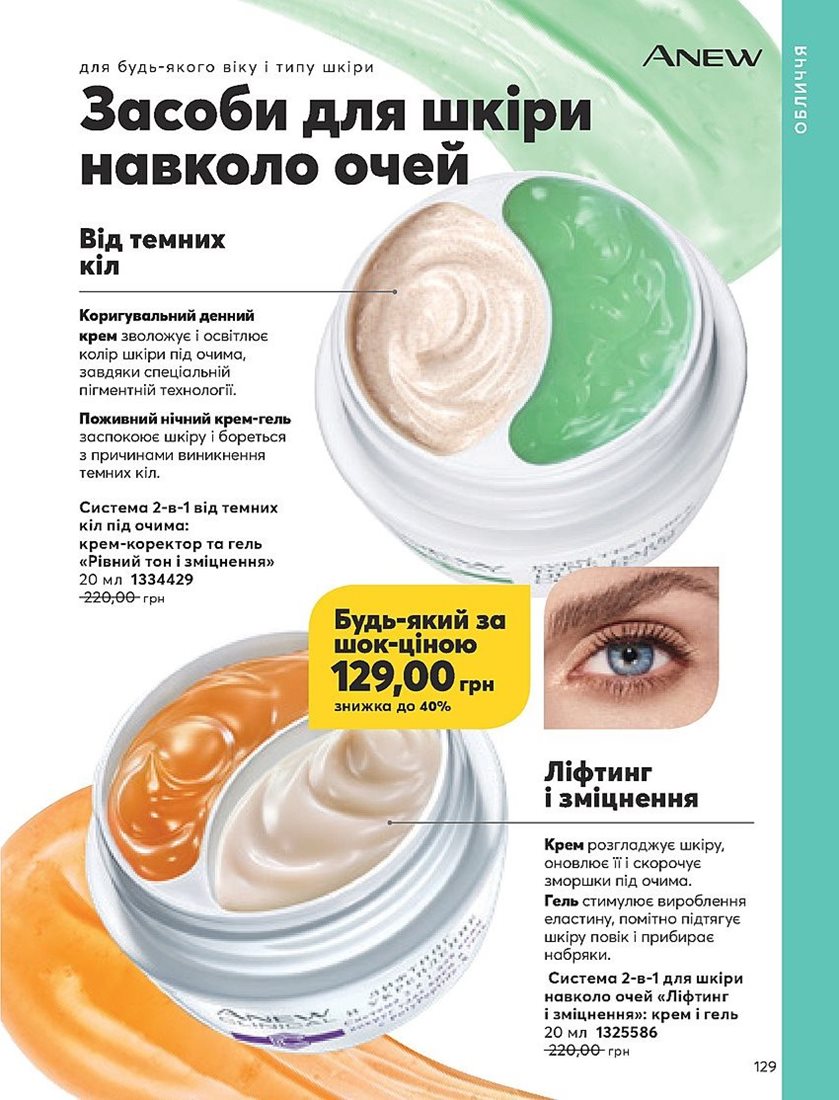 для будь-якого віку і типу шкіри
ANEW
ОБЛИЧЧЯ
Засоби для шкіри
навколо очей
Від темних
кіл
Коригувальний денний
крем зволожує і освітлює
колір шкіри під очима,
завдяки спеціальній
пігментній технології.
Поживний нічний крем-гель
заспокоює шкіру і бореться
з причинами виникнення
темних кіл.
Система 2-в-1 від темних
кіл під очима:
крем-коректор та гель
«Рівний тон і зміцнення»
20 мл 1334429
220,00 грн
Будь-який за
шок-ціною
129,00 грн
знижка до 40%
Ліфтинг
і зміцнення
Крем розгладжує шкіру,
оновлює її і скорочує
зморшки під очима.
Гель стимулює вироблення
еластину, помітно підтягує
шкіру повік і прибирає
набряки.
Система 2-в-1 для шкіри
навколо очей «Ліфтинг
і зміцнення»: крем і гель
20 мл 1325586
220,00 грн
ANEW
CLINICAL
129